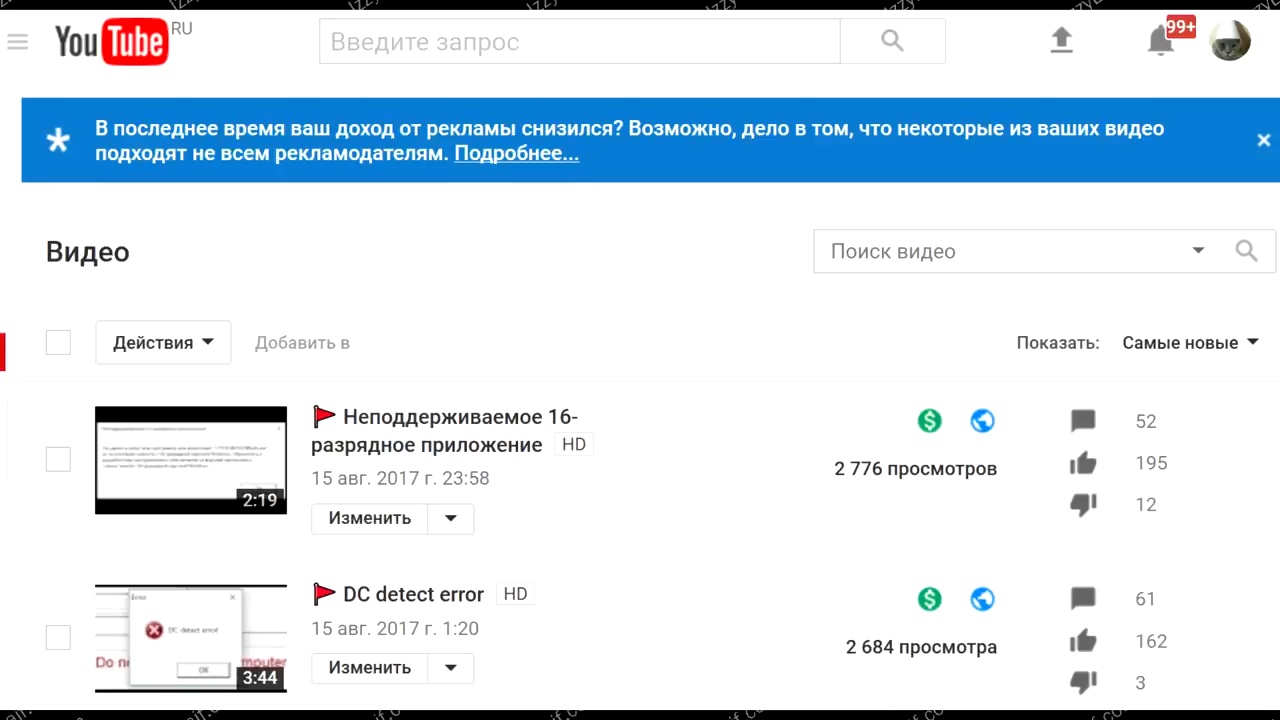 YouTube RU
Введите запрос
99+
В последнее время ваш доход от рекламы снизился? Возможно, дело в том, что некоторые из ваших видео
подходят не всем рекламодателям. Подробнее...
Видео
Поиск видео
Действия
Добавить в
Показать: Самые новые
Неподдерживаемое 16-
разрядное приложение HD
15 авг. 2017 г. 23:58
Изменить
2:19
2 776 просмотров
52
195
12
DC detect error HD
15 авг. 2017 г. 1:20
Изменить
DC detect error
OK
Do
3:44
2 684 просмотра
61
162
3